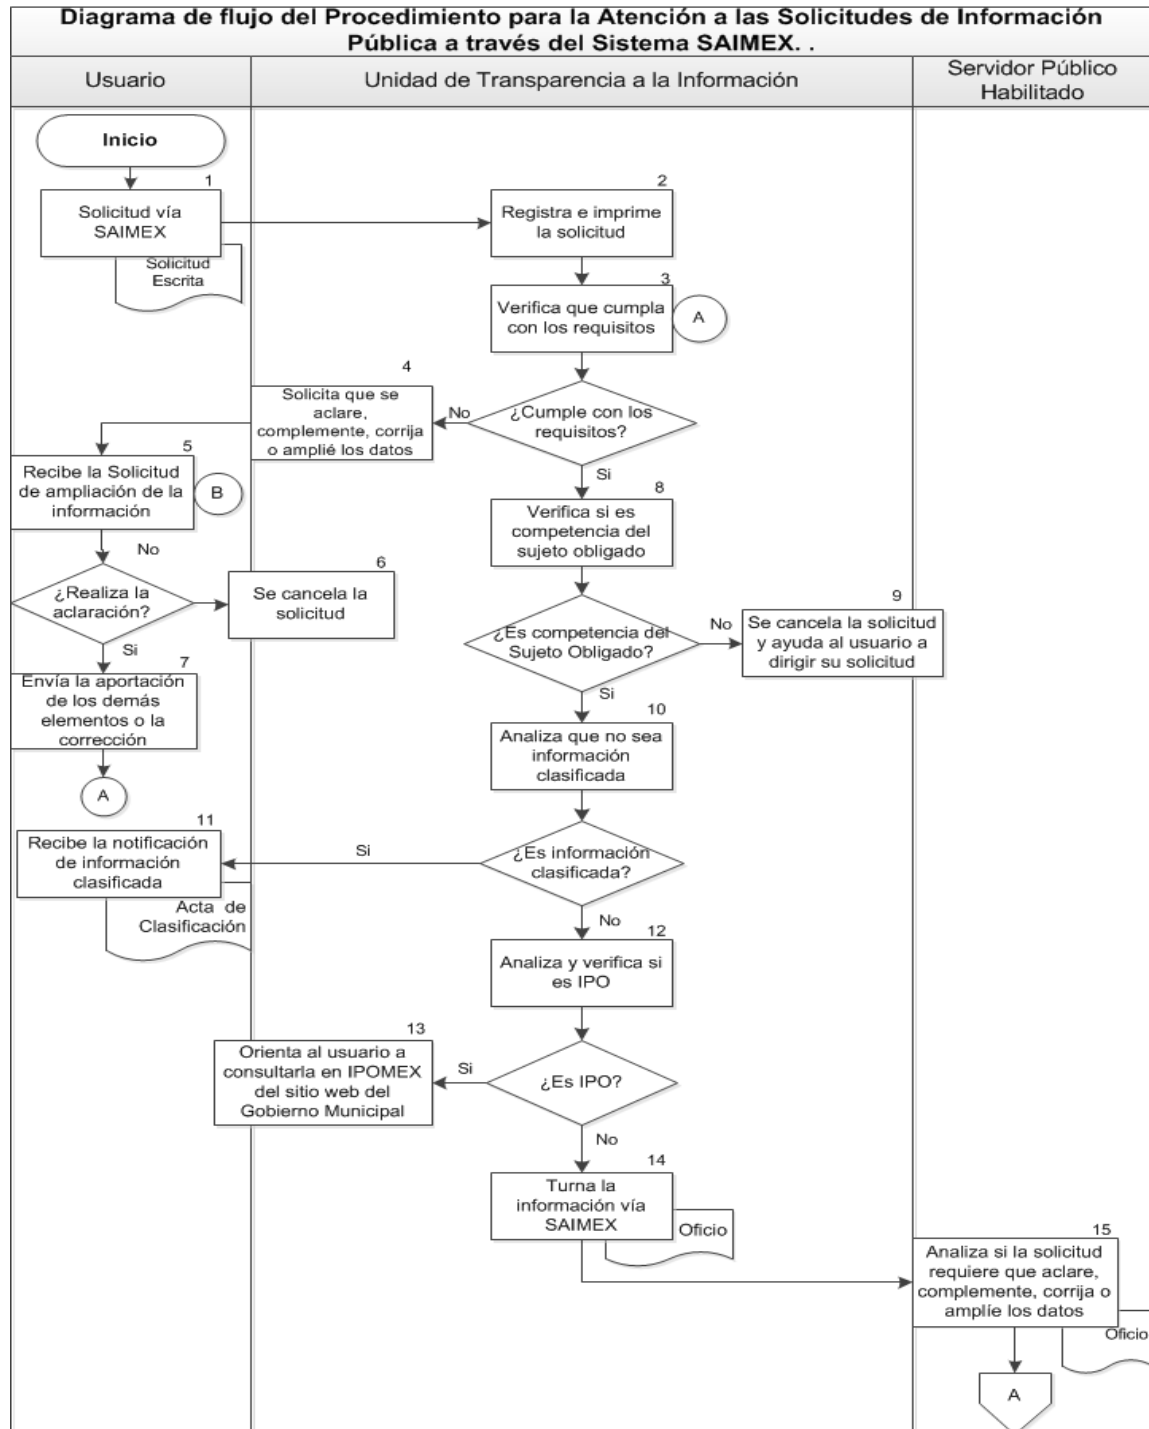 Diagrama de flujo del Procedimiento para la Atención a las Solicitudes de Información
Pública a través del Sistema SAIMEX. .
Usuario
Unidad de Transparencia a la Información
Servidor Público
Habilitado
Inicio
1
Solicitud vía
SAIMEX
Solicitud
Escrita
2
Registra e imprime
la solicitud
3
Verifica que cumpla
con los requisitos
A
¿Cumple con los
requisitos?
No
4
Solicita que se
aclare,
complemente, corrija
o amplié los datos
5
Recibe la Solicitud
de ampliación de la
información
B
No
¿Realiza la
aclaración?
6
Se cancela la
solicitud
Si
7
Envía la aportación
de los demás
elementos o la
corrección
A
Si
8
Verifica si es
competencia del
sujeto obligado
¿Es competencia del
Sujeto Obligado?
No
9
Se cancela la solicitud
y ayuda al usuario a
dirigir su solicitud
Si
10
Analiza que no sea
información
clasificada
¿Es información
clasificada?
Si
11
Recibe la notificación
de información
clasificada
Acta de
Clasificación
No
12
Analiza y verifica si
es IPO
¿Es IPO?
Si
13
Orienta al usuario a
consultarla en IPOMEX
del sitio web del
Gobierno Municipal
No
14
Turna la
información vía
SAIMEX
Oficio
15
Analiza si la solicitud
requiere que aclare,
complemente, corrija o
amplíe los datos
Oficio
A